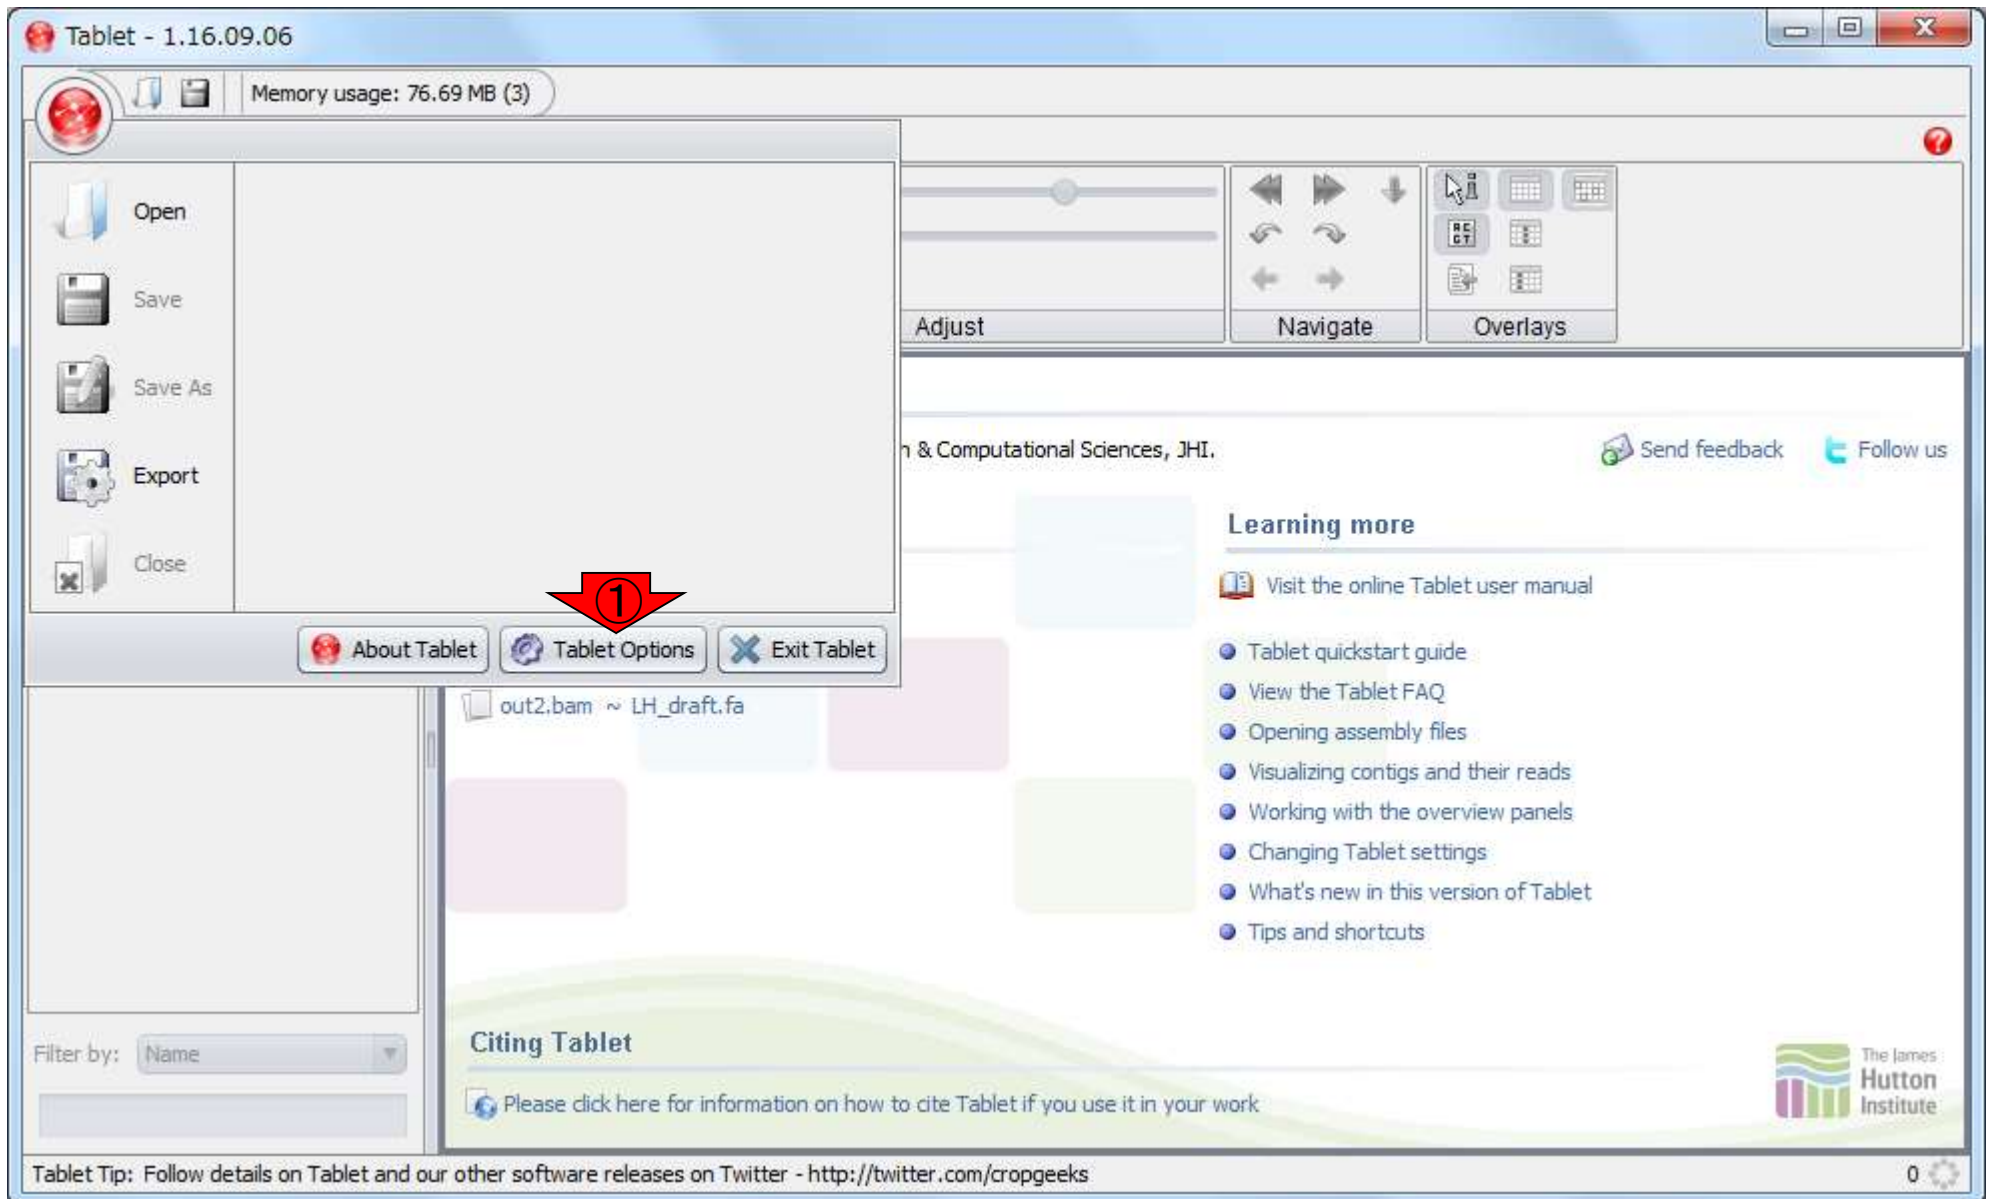 Tablet - 1.16.09.06
Memory usage: 76.69 MB (3)
Open
Save
Save As
Export
Close
①
About Tablet
Tablet Options
Exit Tablet
Adjust
Navigate
Overlays
& Computational Sciences, JHI.
Send feedback
Follow us
out2.bam ~ LH_draft.fa
Learning more
Visit the online Tablet user manual
Tablet quickstart guide
View the Tablet FAQ
Opening assembly files
Visualizing contigs and their reads
Working with the overview panels
Changing Tablet settings
What's new in this version of Tablet
Tips and shortcuts
Filter by:
Name
Citing Tablet
Please click here for information on how to cite Tablet if you use it in your work
The James
Hutton
Institute
Tablet Tip: Follow details on Tablet and our other software releases on Twitter - http://twitter.com/cropgeeks
0